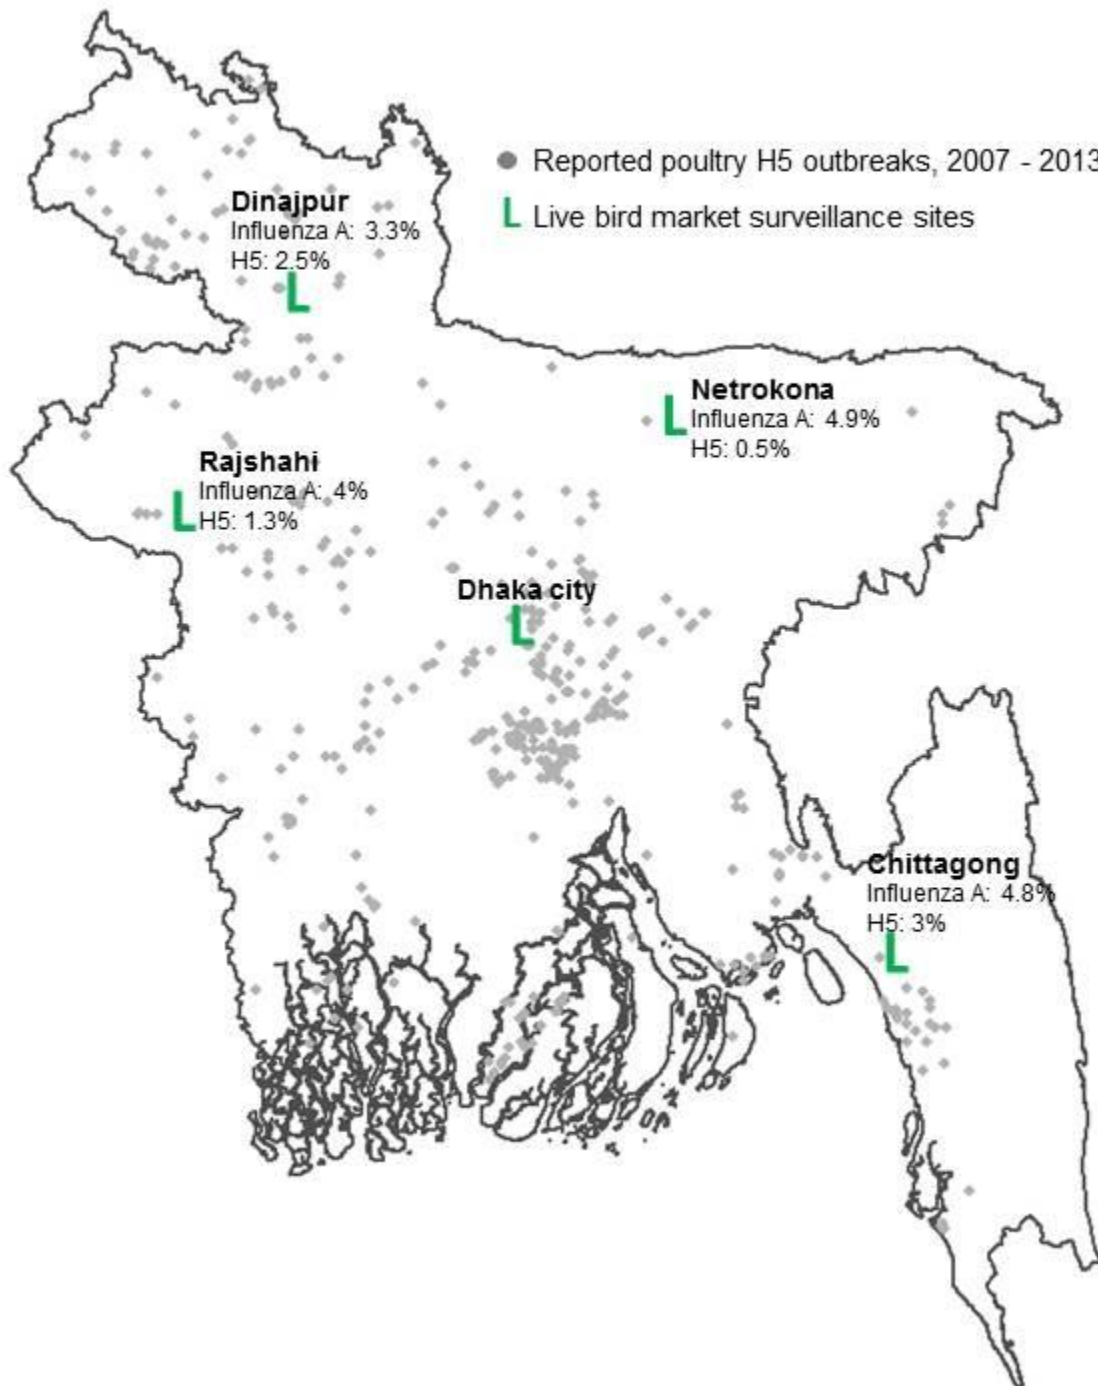 Reported poultry H5 outbreaks, 2007 - 2013
L Live bird market surveillance sites
Dinajpur
Influenza A: 3.3%
H5: 2.5%
L
Netrokona
L Influenza A: 4.9%
H5: 0.5%
Rajshahi
Influenza A: 4%
L H5: 1.3%
Dhaka city
L
Chittagong
Influenza A: 4.8%
H5: 3%
L